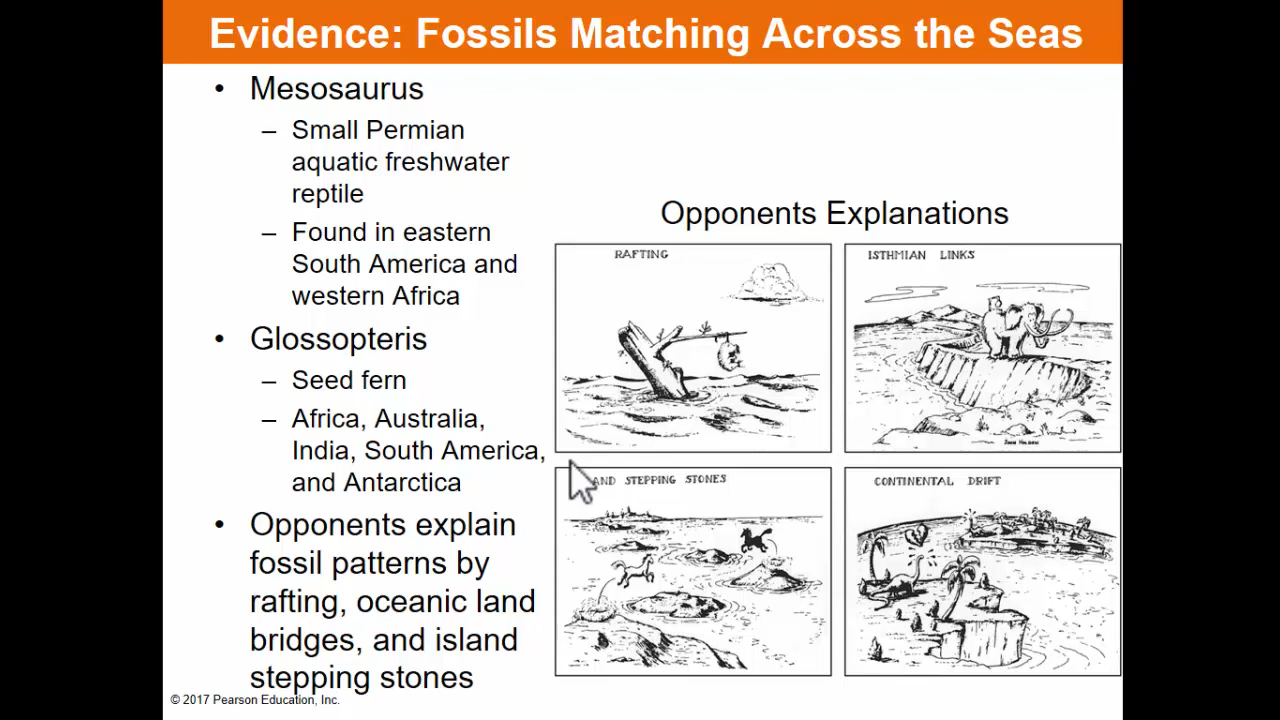 Evidence: Fossils Matching Across the Seas
• Mesosaurus
– Small Permian
aquatic freshwater
reptile
– Found in eastern
South America and
western Africa
• Glossopteris
– Seed fern
– Africa, Australia,
India, South America,
and Antarctica
• Opponents explain
fossil patterns by
rafting, oceanic land
bridges, and island
stepping stones
Opponents Explanations
RAFTING
ISTHMIAN LINKS
AND STEPPING STONES
CONTINENTAL DRIFT
© 2017 Pearson Education, Inc.